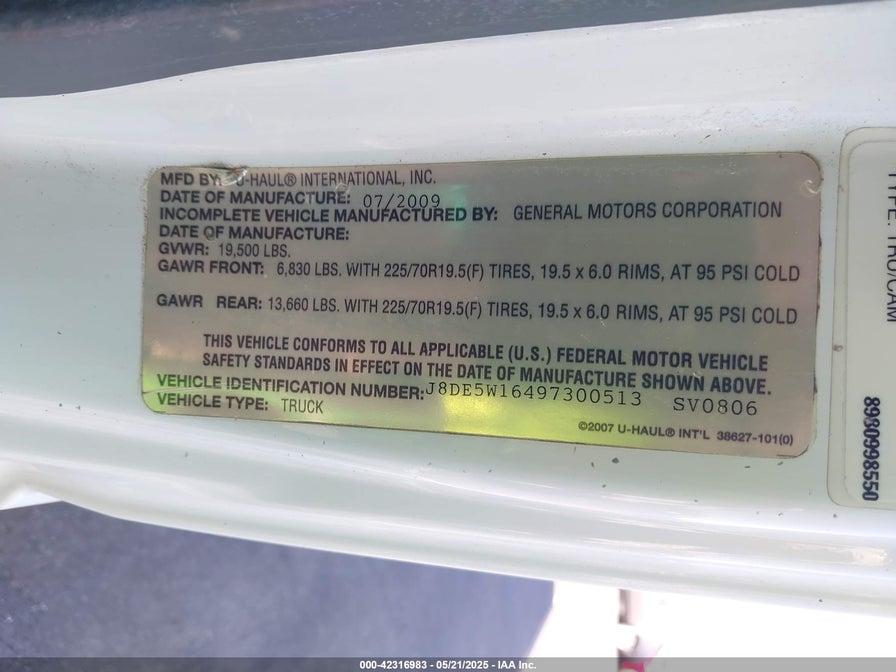 MFD BY: U-HAUL® INTERNATIONAL, INC.
DATE OF MANUFACTURE: 07/2009
INCOMPLETE VEHICLE MANUFACTURED BY: GENERAL MOTORS CORPORATION
DATE OF MANUFACTURE:
GVWR: 19,500 LBS.
GAWR FRONT: 6,830 LBS. WITH 225/70R19.5(F) TIRES, 19.5 x 6.0 RIMS, AT 95 PSI COLD
GAWR REAR: 13,660 LBS. WITH 225/70R19.5(F) TIRES, 19.5 x 6.0 RIMS, AT 95 PSI COLD
THIS VEHICLE CONFORMS TO ALL APPLICABLE (U.S.) FEDERAL MOTOR VEHICLE
SAFETY STANDARDS IN EFFECT ON THE DATE OF MANUFACTURE SHOWN ABOVE.
VEHICLE IDENTIFICATION NUMBER: J8DE5W16497300513 SV0806
VEHICLE TYPE: TRUCK
©2007 U-HAUL® INT'L 38627-101(0)
TYPE: TRU/CAM
8980998550
000-42316983 - 05/21/2025 - IAA Inc.